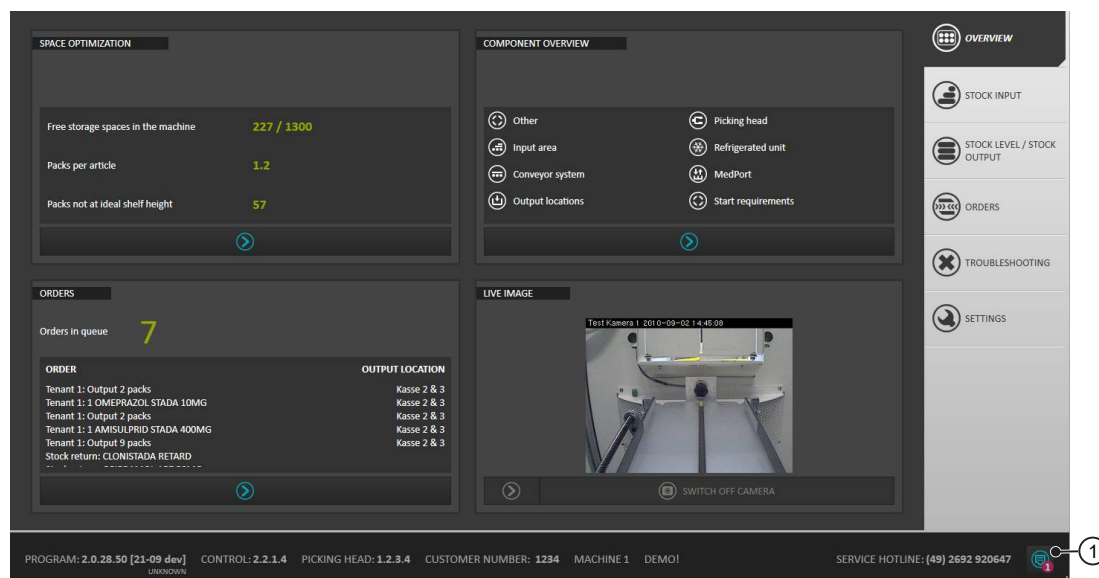 SPACE OPTIMIZATION
Free storage spaces in the machine 227 / 1300
Packs per article 1.2
Packs not at ideal shelf height 57
COMPONENT OVERVIEW
Other Picking head
Input area Refrigerated unit
Conveyor system MedPort
Output locations Start requirements
ORDERS
Orders in queue 7
ORDER OUTPUT LOCATION
Tenant 1: Output 2 packs Kasse 2 & 3
Tenant 1: 1 OMEPRAZOL STADA 10MG Kasse 2 & 3
Tenant 1: Output 2 packs Kasse 2 & 3
Tenant 1: 1 AMISULPRID STADA 400MG Kasse 2 & 3
Tenant 1: Output 9 packs Kasse 2 & 3
Stock return: CLONISTADA RETARD
LIVE IMAGE
Test Kamera 1 2010-09-02 14:45:08
SWITCH OFF CAMERA
OVERVIEW
STOCK INPUT
STOCK LEVEL / STOCK
OUTPUT
ORDERS
TROUBLESHOOTING
SETTINGS
PROGRAM: 2.0.28.50 [21-09 dev] CONTROL: 2.2.1.4 PICKING HEAD: 1.2.3.4 CUSTOMER NUMBER: 1234 MACHINE 1 DEMO! SERVICE HOTLINE: (49) 2692 920647 1 1
UNKNOWN